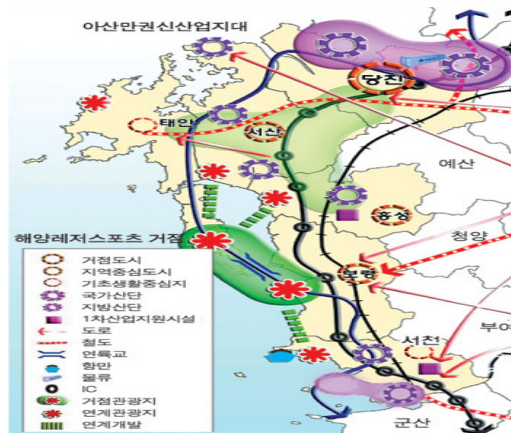 아산만권신산업지대
당진
태안
서산
예산
홍성
해양레저스포츠 거점
청양
거점도시
지역중심도시
기초생활중심지
국가산단
지방산단
1차산업지원시설
도로
철도
연륙교
항만
물류
IC
거점관광지
연계관광지
연계개발
보령
부여
서천
군산